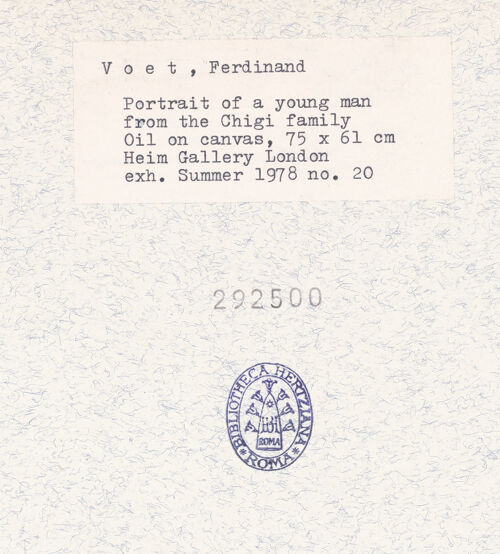 V o e t , Ferdinand
Portrait of a young man
from the Chigi family
Oil on canvas, 75 x 61 cm
Heim Gallery London
exh. Summer 1978 no. 20
292500
BIBLIOTHECA HERTZIANA
ROMA
* ROMA *